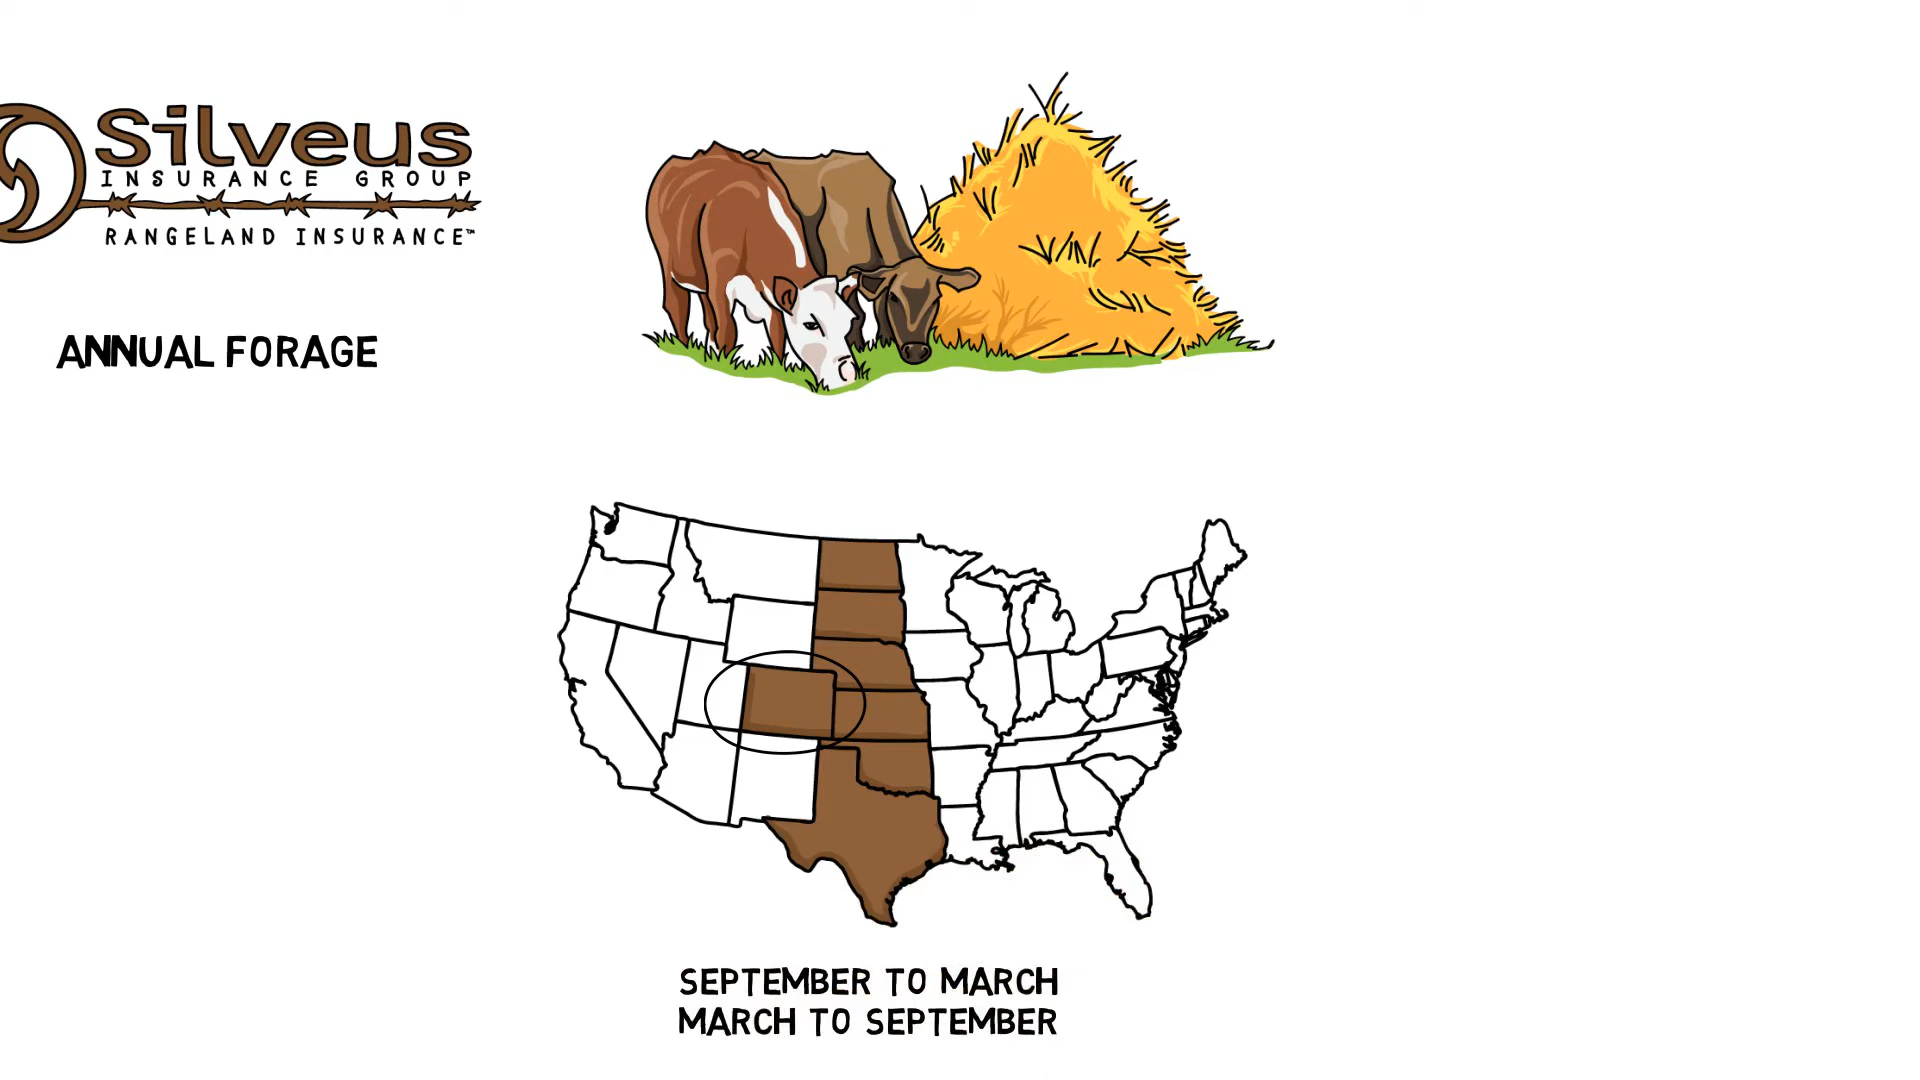 Silveus
INSURANCE GROUP
RANGELAND INSURANCE™
ANNUAL FORAGE
SEPTEMBER TO MARCH
MARCH TO SEPTEMBER